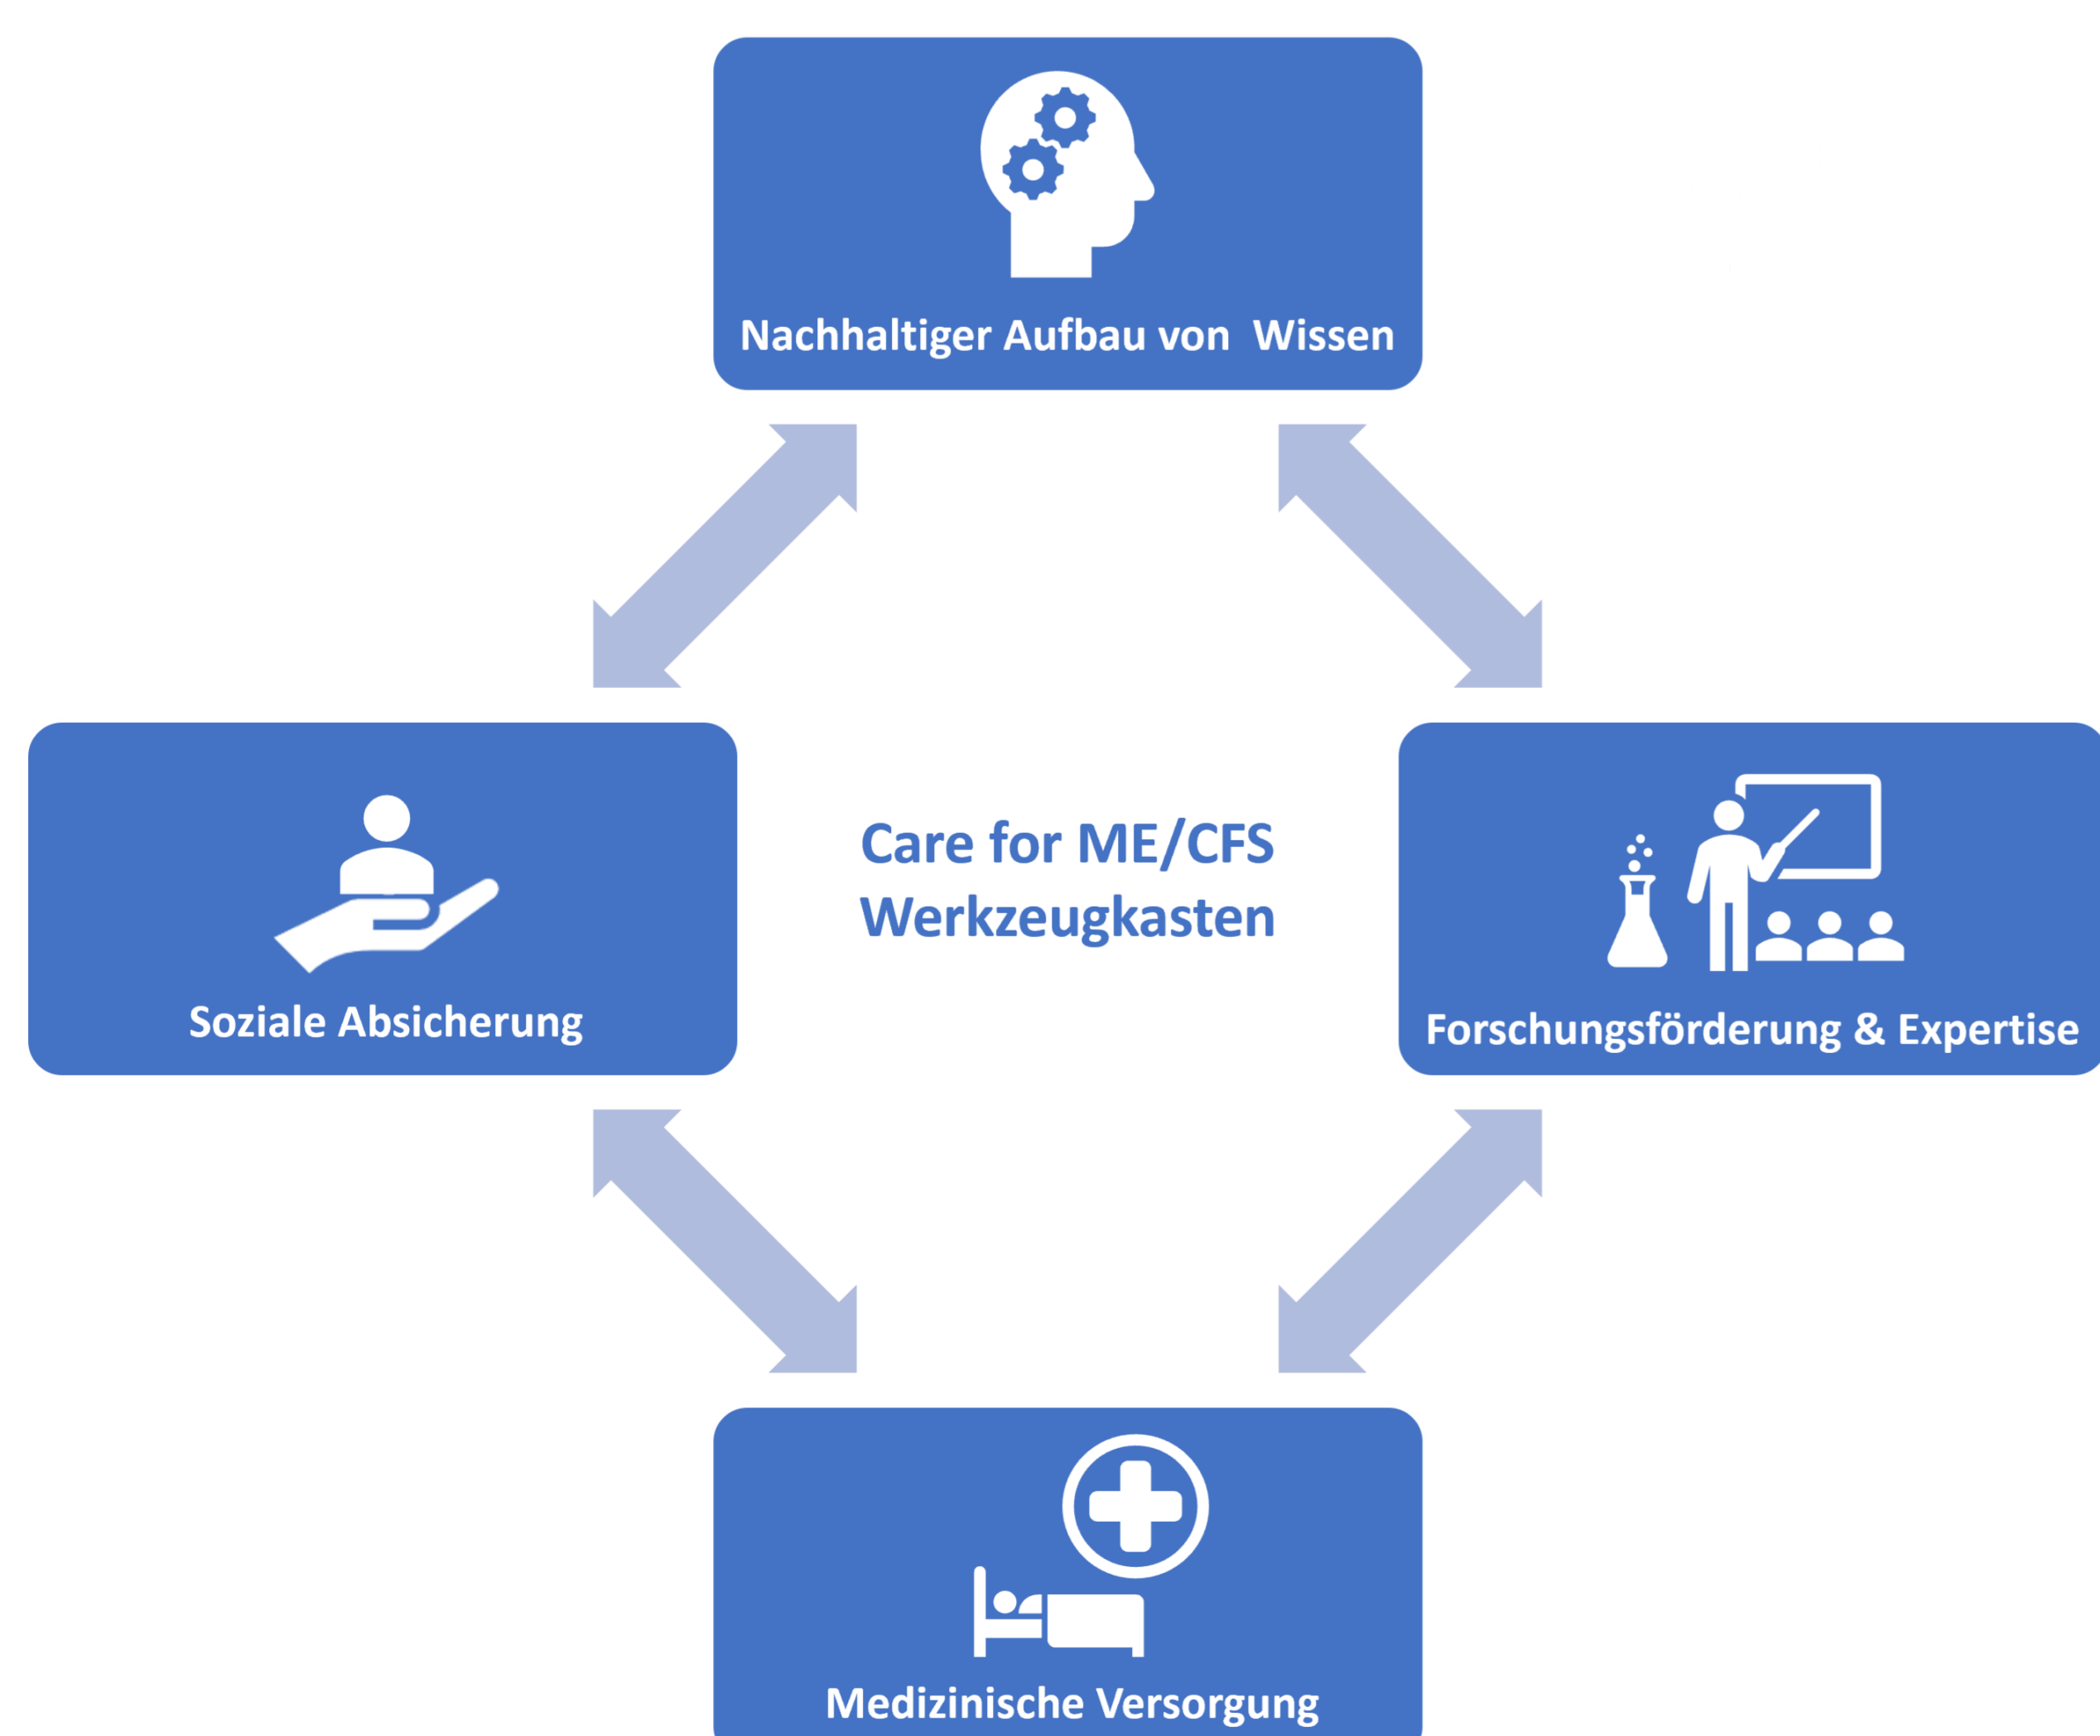 Nachhaltiger Aufbau von  Wissen
Care for ME/CFS
Werkzeugkasten
Soziale Absicherung
Forschungsförderung & Expertise
Medizinische Versorgung